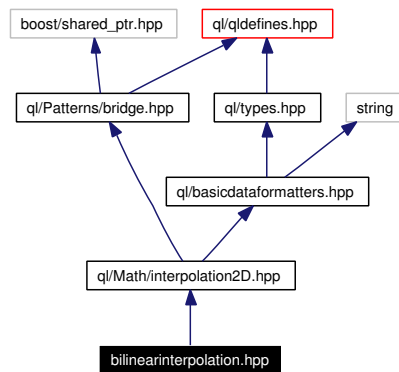 boost/shared_ptr.hpp
ql/qldefines.hpp
ql/Patterns/bridge.hpp
ql/types.hpp
string
ql/basicdataformatters.hpp
ql/Math/interpolation2D.hpp
bilinearinterpolation.hpp